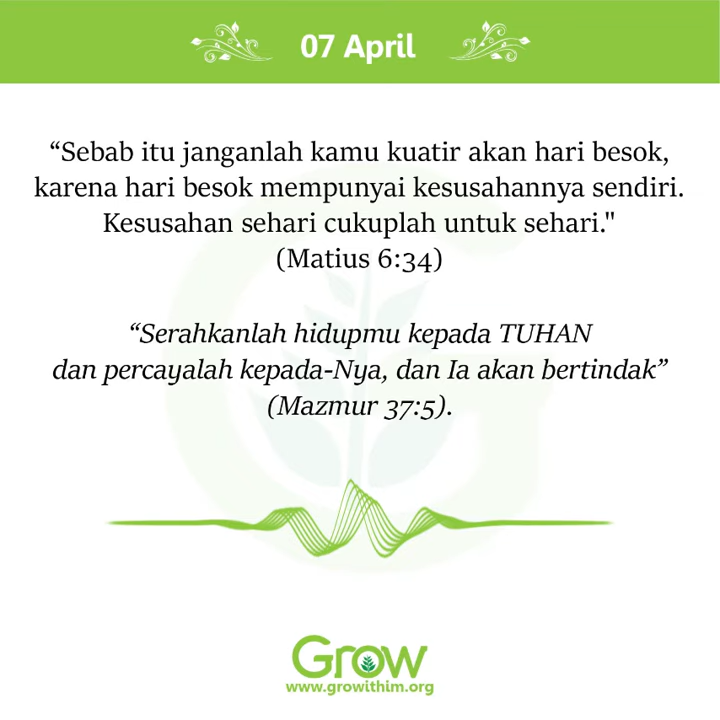 07 April
“Sebab itu janganlah kamu kuatir akan hari besok,
karena hari besok mempunyai kesusahannya sendiri.
Kesusahan sehari cukuplah untuk sehari."
(Matius 6:34)
“Serahkanlah hidupmu kepada TUHAN
dan percayalah kepada-Nya, dan Ia akan bertindak”
(Mazmur 37:5).
Grow
www.growithim.org